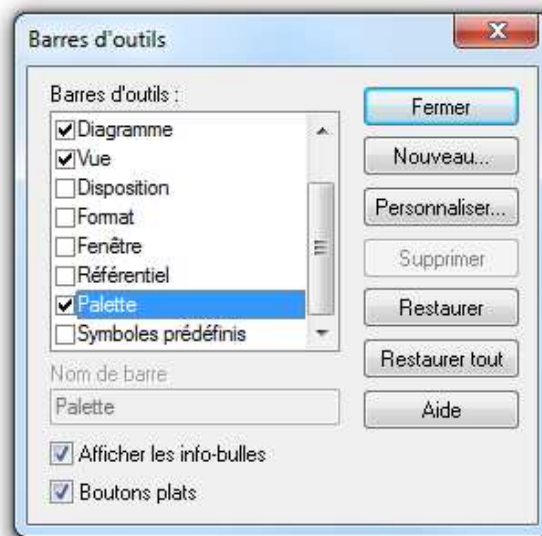 Barres d'outils
Barres d'outils :
Diagramme
Vue
Disposition
Format
Fenêtre
Référentiel
Palette
Symboles prédéfinis
Nom de barre
Palette
Afficher les info-bulles
Boutons plats
Fermer
Nouveau...
Personnaliser...
Supprimer
Restaurer
Restaurer tout
Aide